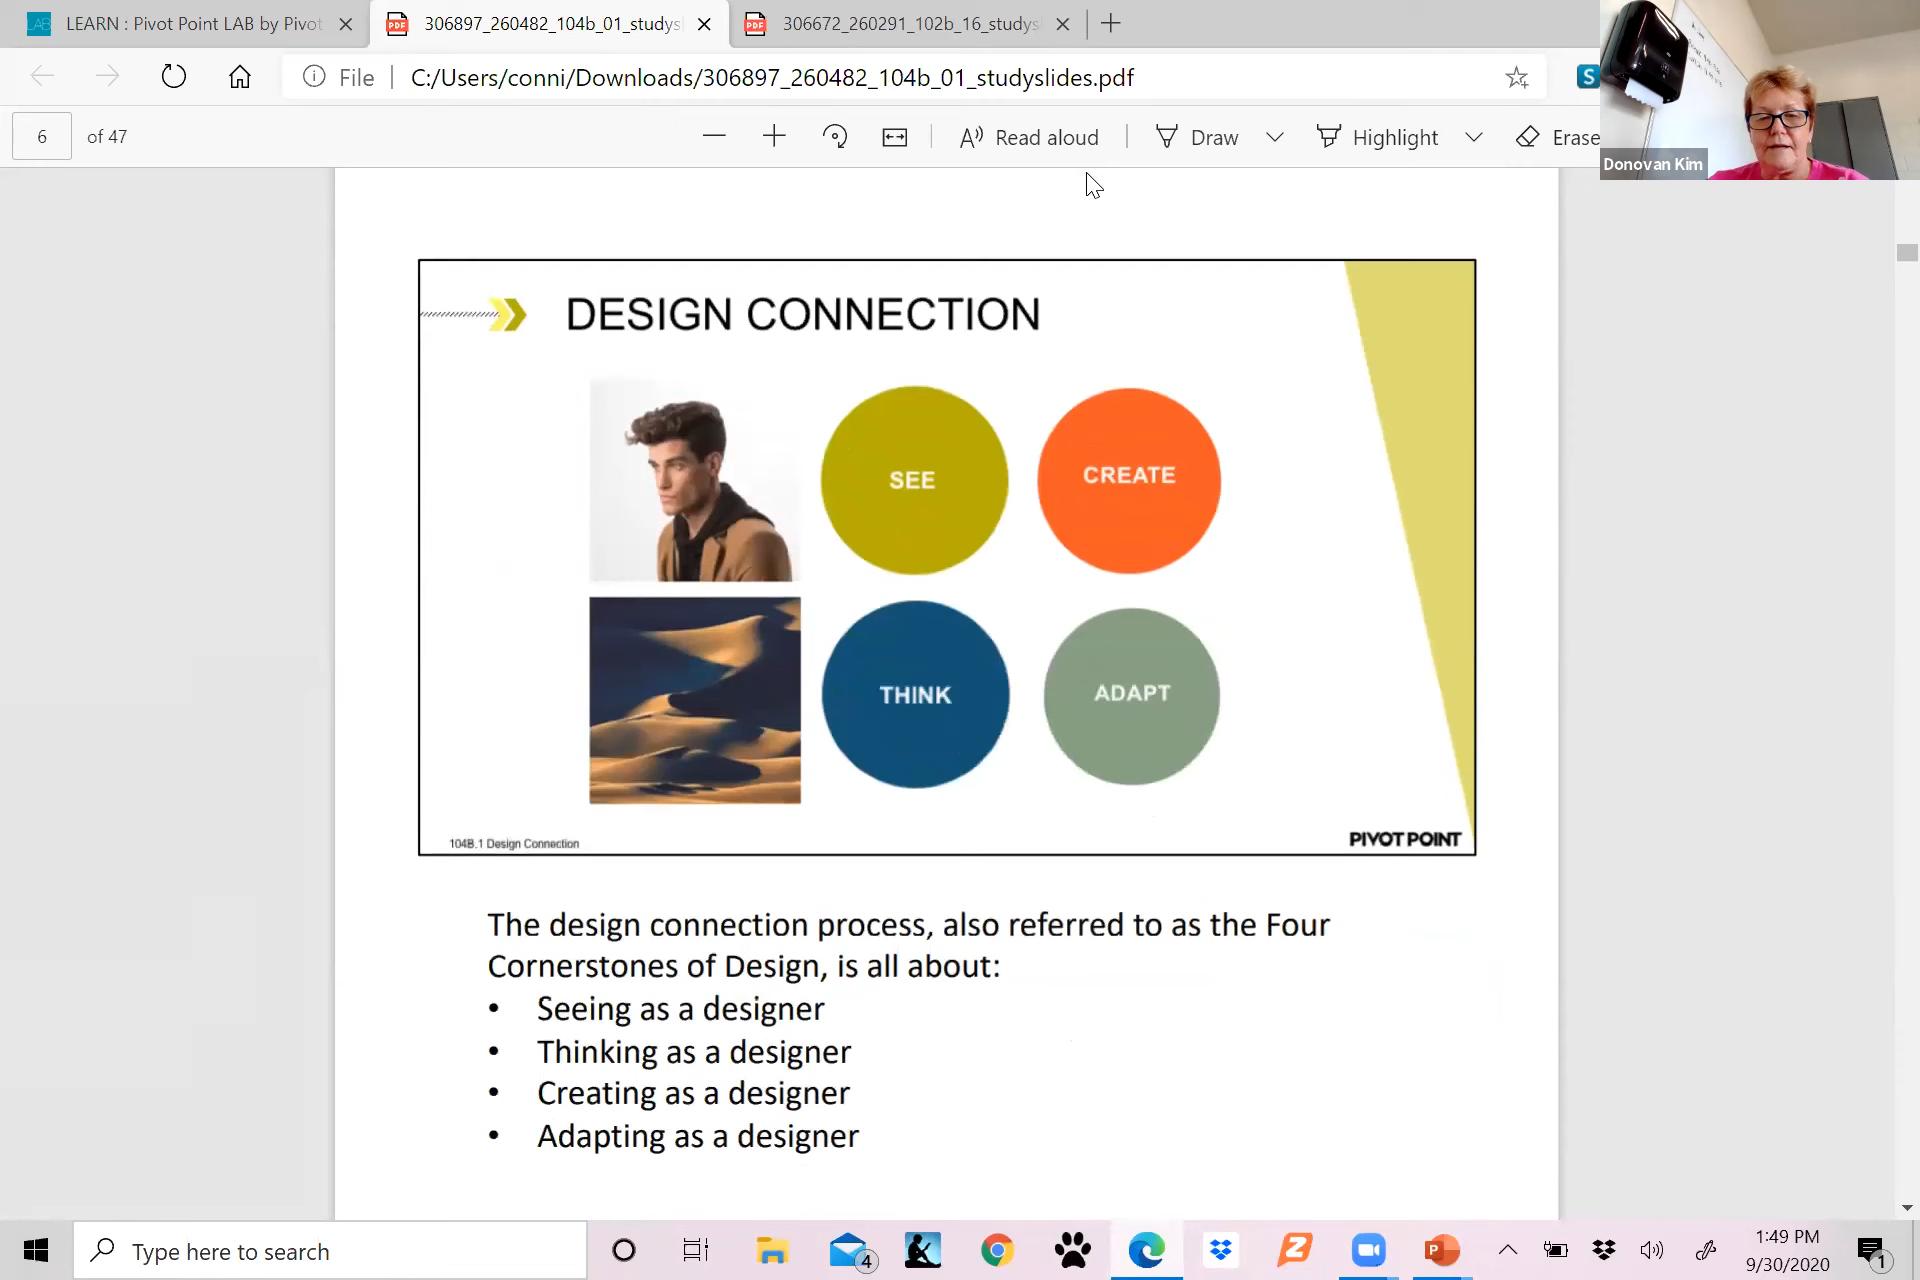 LEARN : Pivot Point LAB by Pivot
306897_260482_104b_01_studys
306672_260291_102b_16_studys
File
C:/Users/conni/Downloads/306897_260482_104b_01_studyslides.pdf
6 of 47
Read aloud
Draw
Highlight
Erase
Donovan Kim
DESIGN CONNECTION
SEE
CREATE
THINK
ADAPT
104B.1 Design Connection
PIVOT POINT
The design connection process, also referred to as the Four
Cornerstones of Design, is all about:
• Seeing as a designer
• Thinking as a designer
• Creating as a designer
• Adapting as a designer
Type here to search
4
1:49 PM
9/30/2020
1